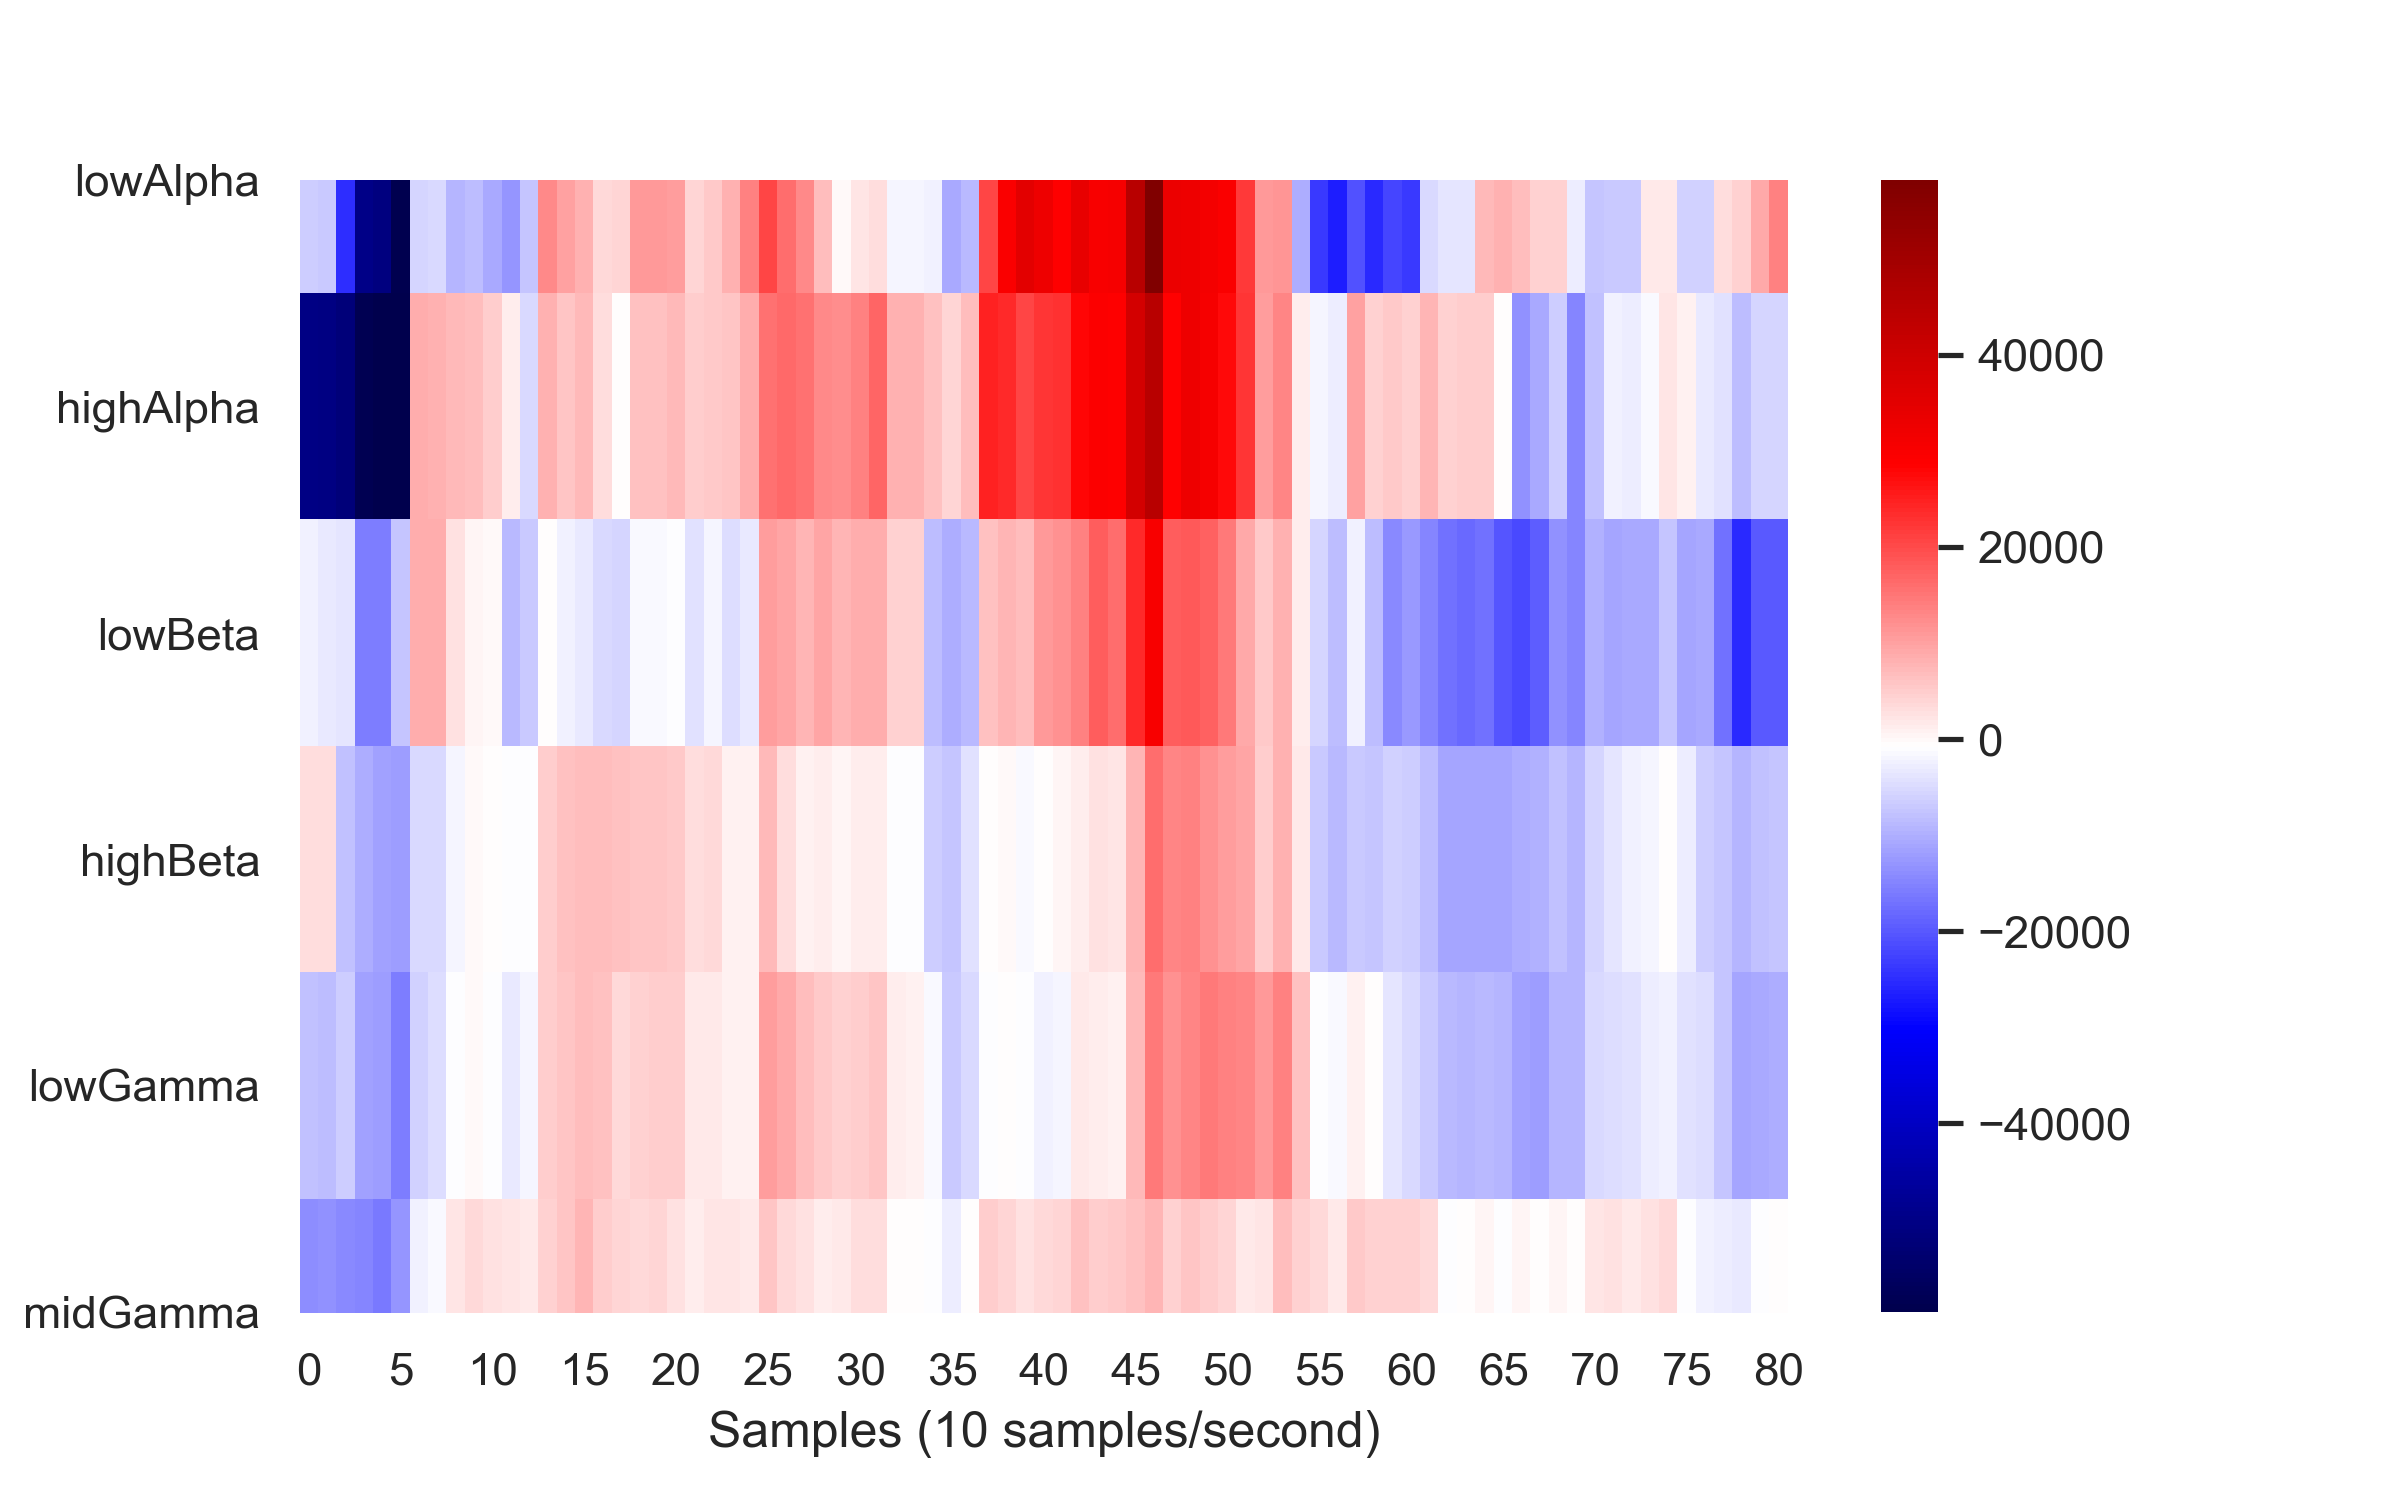 lowAlpha
highAlpha
lowBeta
highBeta
lowGamma
midGamma
0 5 10 15 20 25 30 35 40 45 50 55 60 65 70 75 80
Samples (10 samples/second)
40000
20000
0
−20000
−40000